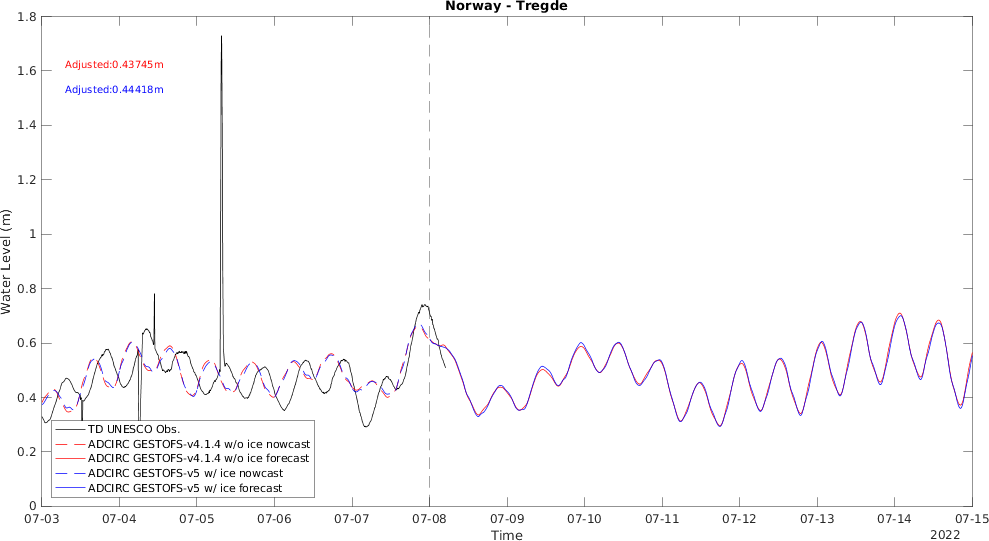 Norway - Tregde
1.8
1.6
1.4
1.2
1
0.8
0.6
0.4
0.2
0
Water Level (m)
Adjusted:0.43745m
Adjusted:0.44418m
TD UNESCO Obs.
ADCIRC GESTOFS-v4.1.4 w/o ice nowcast
ADCIRC GESTOFS-v4.1.4 w/o ice forecast
ADCIRC GESTOFS-v5 w/ ice nowcast
ADCIRC GESTOFS-v5 w/ ice forecast
07-03 07-04 07-05 07-06 07-07 07-08 07-09 07-10 07-11 07-12 07-13 07-14 07-15
Time
2022